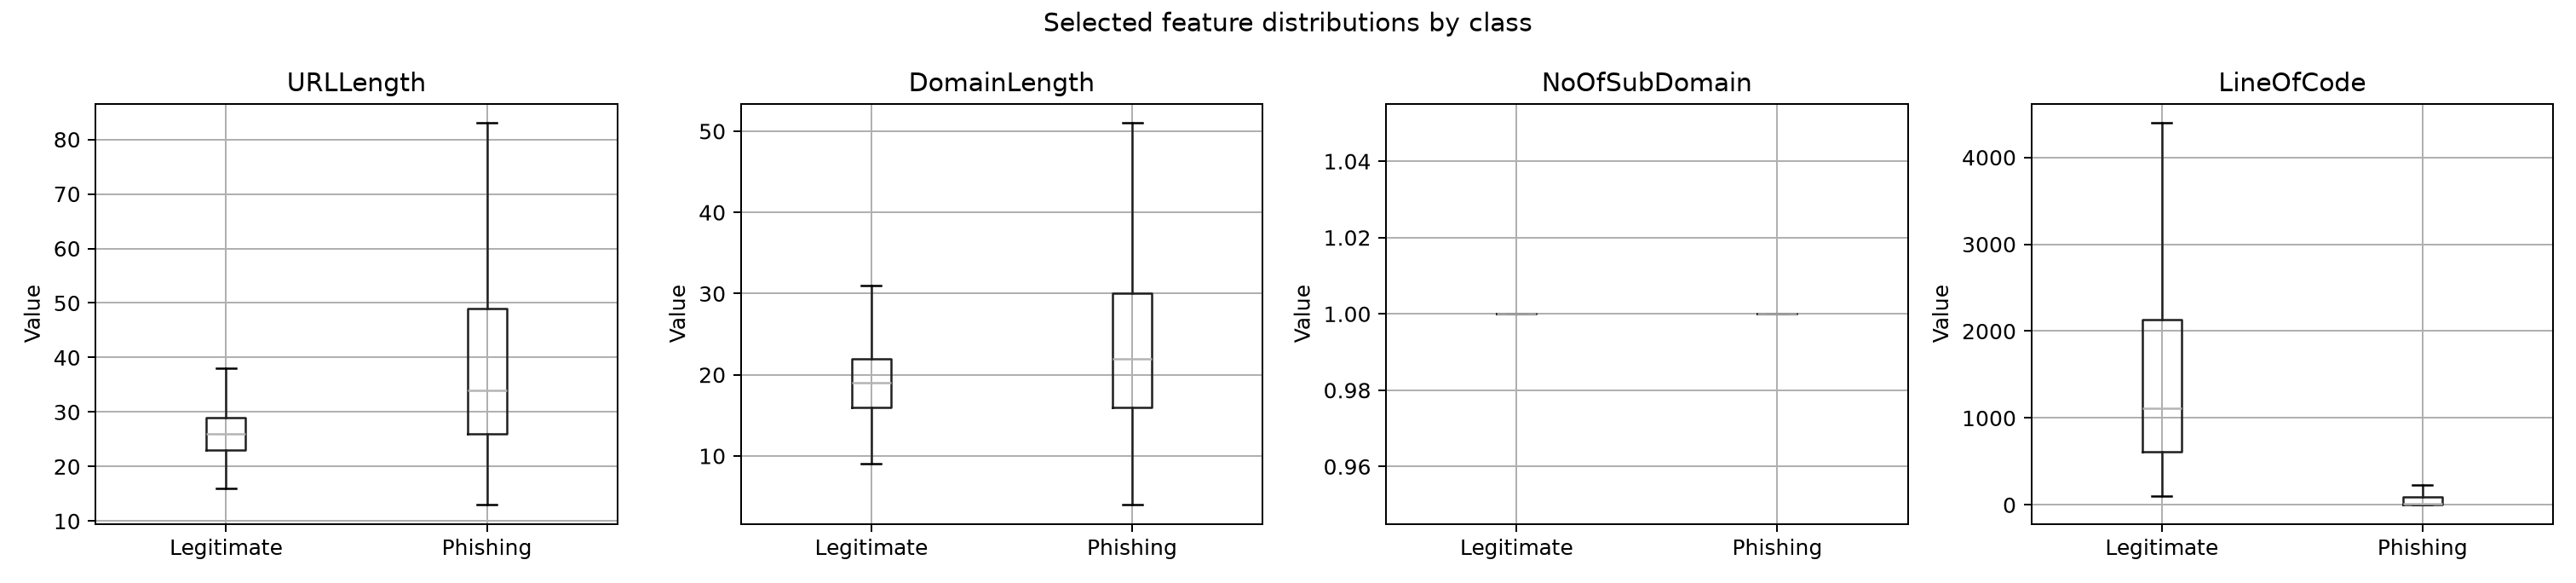 Selected feature distributions by class
URLLength
Value
80
70
60
50
40
30
20
10
Legitimate
Phishing
DomainLength
Value
50
40
30
20
10
Legitimate
Phishing
NoOfSubDomain
Value
1.04
1.02
1.00
0.98
0.96
Legitimate
Phishing
LineOfCode
Value
4000
3000
2000
1000
0
Legitimate
Phishing